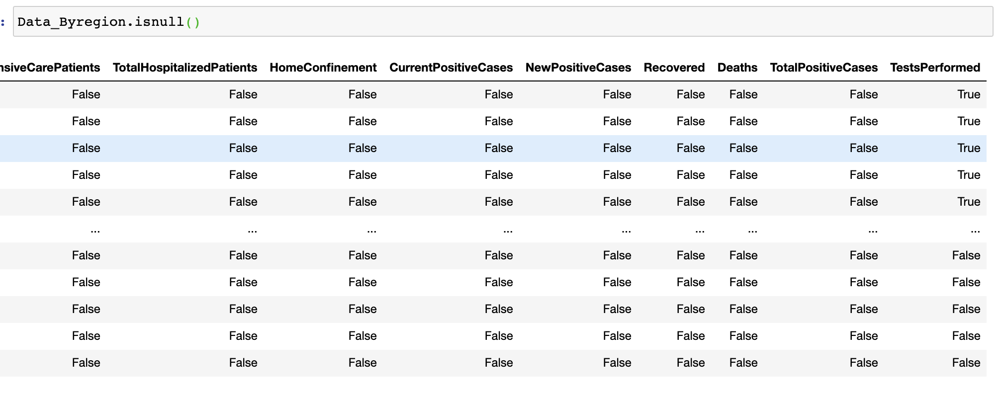 : Data_Byregion.isnull()
nsiveCarePatients TotalHospitalizedPatients HomeConfinement CurrentPositiveCases NewPositiveCases Recovered Deaths TotalPositiveCases TestsPerformed
False False False False False False False False True
False False False False False False False False True
False False False False False False False False True
False False False False False False False False True
False False False False False False False False True
... ... ... ... ... ... ... ... ...
False False False False False False False False False
False False False False False False False False False
False False False False False False False False False
False False False False False False False False False
False False False False False False False False False